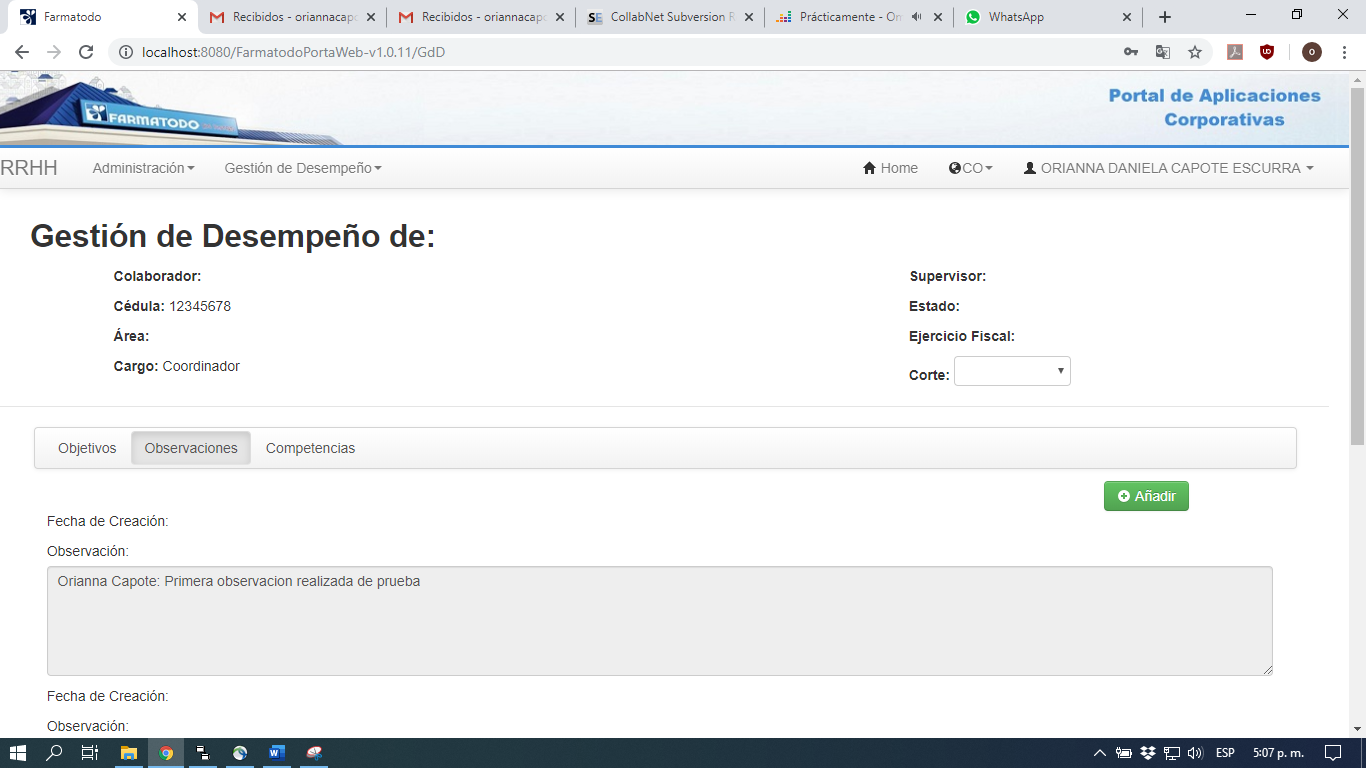 Farmatodo
Recibidos - oriannacapo
Recibidos - oriannacapo
CollabNet Subversion R
Prácticamente - Om
WhatsApp
localhost:8080/FarmatodoPortaWeb-v1.0.11/GdD
FARMATODO
Portal de Aplicaciones
Corporativas
RRHH
Administración
Gestión de Desempeño
Home
CO
ORIANNA DANIELA CAPOTE ESCURRA
Gestión de Desempeño de:
Colaborador:
Supervisor:
Cédula: 12345678
Estado:
Área:
Ejercicio Fiscal:
Cargo: Coordinador
Corte:
Objetivos
Observaciones
Competencias
Añadir
Fecha de Creación:
Observación:
Orianna Capote: Primera observacion realizada de prueba
Fecha de Creación:
Observación:
ESP
5:07 p. m.